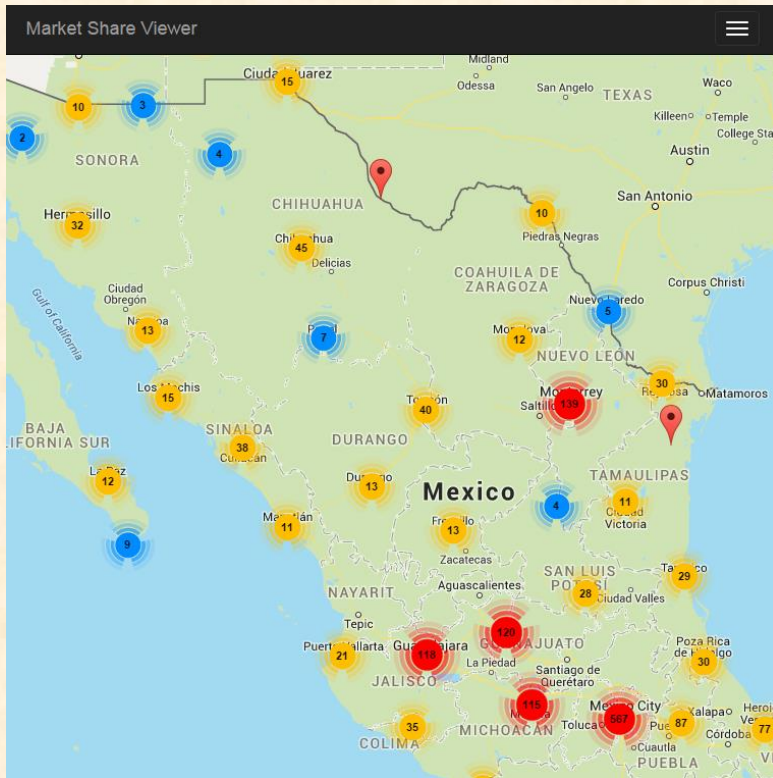 Market Share Viewer
Midland
Odessa
San Angelo
TEXAS
Waco
Killeen
Temple
College Sta
Austin
San Antonio
Ciudad Juarez
15
10
3
2
4
SONORA
CHIHUAHUA
10
Piedras Negras
Hermosillo
32
Chihuahua
45
Delicias
COAHUILA DE
ZARAGOZA
Corpus Christi
Gulf of California
Ciudad
Obregón
Nuevo Laredo
5
13
7
12
NUEVO LEÓN
Los Mochis
15
40
Monterrey
139
Saltillo
30
Matamoros
BAJA
LIFORNIA SUR
SINALOA
38
Culiacán
DURANGO
La Paz
12
13
Mexico
TAMAULIPAS
11
Ciudad
Victoria
4
9
11
13
Zacatecas
SAN LUIS
POTOSÍ
28
Ciudad Valles
29
NAYARIT
Tepic
Aguascalientes
120
GUANAJUATO
Puerto Vallarta
21
Guadalajara
118
JALISCO
La Piedad
Santiago de
Querétaro
Poza Rica
de Hidalgo
30
115
MICHOACÁN
Mexico City
567
Toluca
Cuautla
87
Xalapa
Córdoba
77
35
COLIMA
PUEBLA